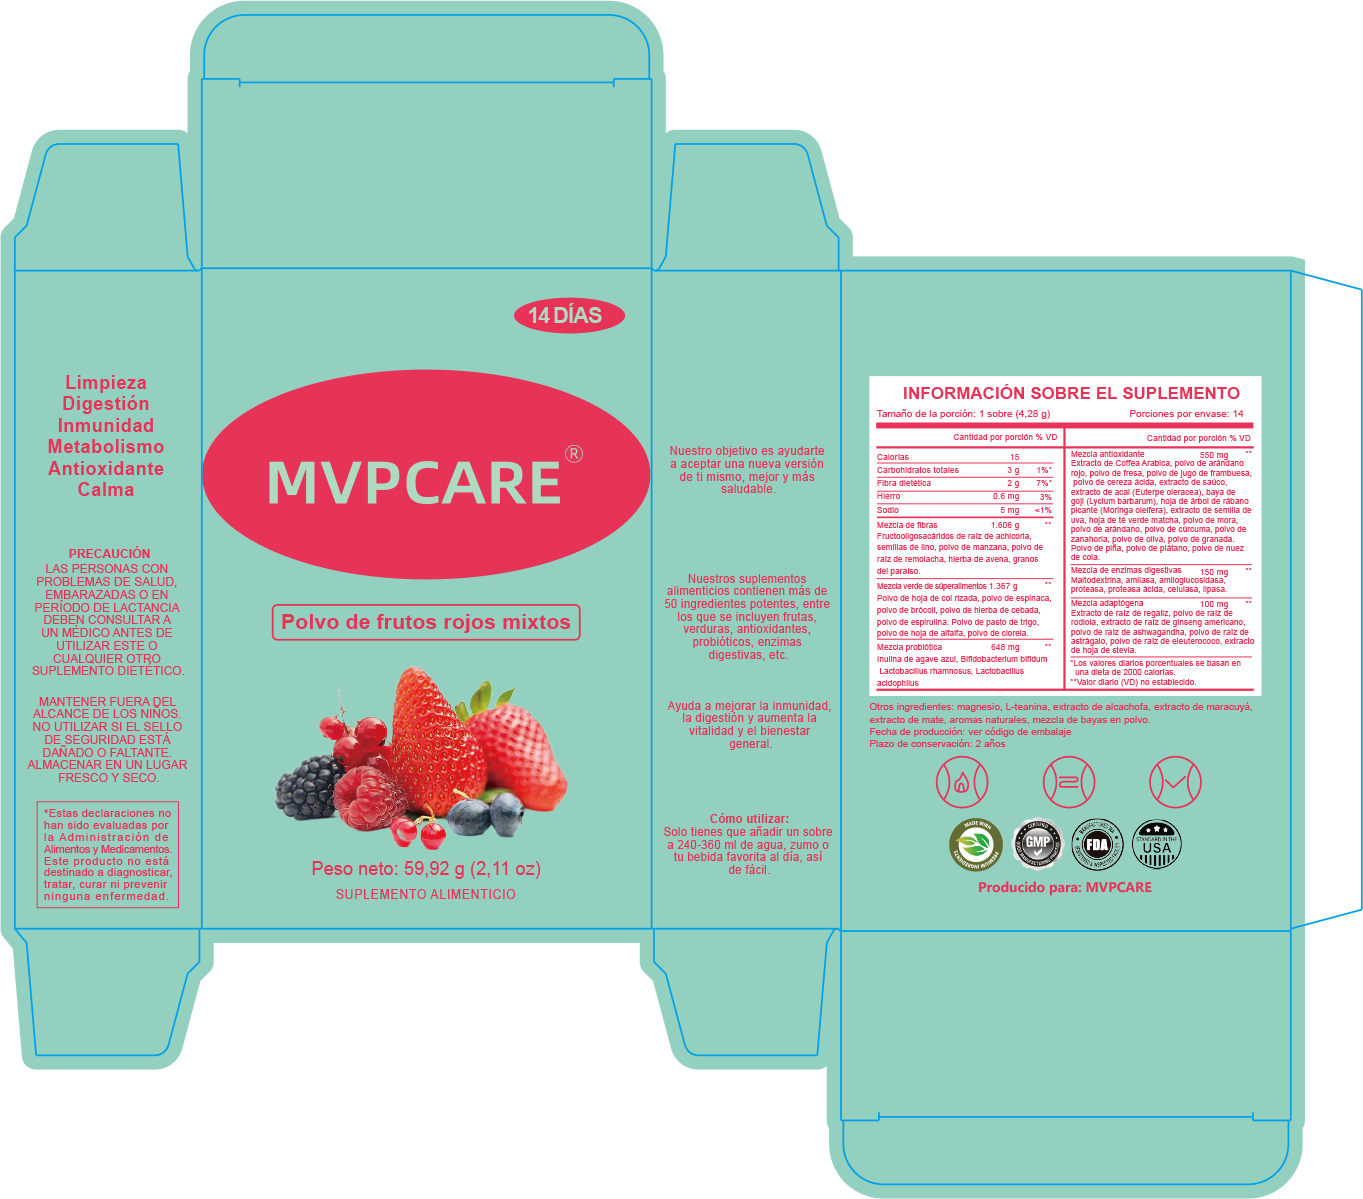 Limpieza
Digestión
Inmunidad
Metabolismo
Antioxidante
Calma
PRECAUCIÓN
LAS PERSONAS CON
PROBLEMAS DE SALUD,
EMBARAZADAS O EN
PERÍODO DE LACTANCIA
DEBEN CONSULTAR A
UN MÉDICO ANTES DE
UTILIZAR ESTE O
CUALQUIER OTRO
SUPLEMENTO DIETÉTICO.
MANTENER FUERA DEL
ALCANCE DE LOS NIÑOS.
NO UTILIZAR SI EL SELLO
DE SEGURIDAD ESTÁ
DAÑADO O FALTANTE.
ALMACENAR EN UN LUGAR
FRESCO Y SECO.
*Estas declaraciones no
han sido evaluadas por
la Administración de
Alimentos y Medicamentos.
Este producto no está
destinado a diagnosticar,
tratar, curar ni prevenir
ninguna enfermedad.
14 DÍAS
MVPCARE®
Polvo de frutos rojos mixtos
Peso neto: 59,92 g (2,11 oz)
SUPLEMENTO ALIMENTICIO
Nuestro objetivo es ayudarte
a aceptar una nueva versión
de ti mismo, mejor y más
saludable.
Nuestros suplementos
alimenticios contienen más de
50 ingredientes potentes, entre
los que se incluyen frutas,
verduras, antioxidantes,
probióticos, enzimas
digestivas, etc.
Ayuda a mejorar la inmunidad,
la digestión y aumenta la
vitalidad y el bienestar
general.
Cómo utilizar:
Solo tienes que añadir un sobre
a 240-360 ml de agua, zumo o
tu bebida favorita al día, así
de fácil.
INFORMACIÓN SOBRE EL SUPLEMENTO
Tamaño de la porción: 1 sobre (4,28 g) Porciones por envase: 14
Cantidad por porción % VD
Calorías 15
Carbohidratos totales 3 g 1%*
Fibra dietética 2 g 7%*
Hierro 0.6 mg 3%
Sodio 5 mg <1%
Mezcla de fibras 1.606 g **
Fructooligosacáridos de raíz de achicoria,
semillas de lino, polvo de manzana, polvo de
raíz de remolacha, hierba de avena, granos
del paraíso.
Mezcla verde de súperalimentos 1.367 g **
Polvo de hoja de col rizada, polvo de espinaca,
polvo de brócoli, polvo de hierba de cebada,
polvo de espirulina. Polvo de pasto de trigo,
polvo de hoja de alfalfa, polvo de clorela.
Mezcla probiótica 648 mg **
Inulina de agave azul, Bifidobacterium bifidum
Lactobacillus rhamnosus, Lactobacillus
acidophilus
Cantidad por porción % VD
Mezcla antioxidante 550 mg **
Extracto de Coffea Arabica, polvo de arándano
rojo, polvo de fresa, polvo de jugo de frambuesa,
polvo de cereza ácida, extracto de saúco,
extracto de acaí (Euterpe oleracea), baya de
goji (Lycium barbarum), hoja de árbol de rábano
picante (Moringa oleifera), extracto de semilla de
uva, hoja de té verde matcha, polvo de mora,
polvo de arándano, polvo de cúrcuma, polvo de
zanahoria, polvo de oliva, polvo de granada.
Polvo de piña, polvo de plátano, polvo de nuez
de cola.
Mezcla de enzimas digestivas 150 mg **
Maltodextrina, amilasa, amiloglucosidasa,
proteasa, proteasa ácida, celulasa, lipasa.
Mezcla adaptógena 100 mg **
Extracto de raíz de regaliz, polvo de raíz de
rodiola, extracto de raíz de ginseng americano,
polvo de raíz de ashwagandha, polvo de raíz de
astrágalo, polvo de raíz de eleuterococo, extracto
de hoja de stevia.
*Los valores diarios porcentuales se basan en
una dieta de 2000 calorías.
**Valor diario (VD) no establecido.
Otros ingredientes: magnesio, L-teanina, extracto de alcachofa, extracto de maracuyá,
extracto de mate, aromas naturales, mezcla de bayas en polvo.
Fecha de producción: ver código de embalaje
Plazo de conservación: 2 años
MADE WITH
PREMIUM INGREDIENTS
CERTIFIED
GMP
GOOD MANUFACTURING PRACTICE
FDA
STANDARD IN THE
USA
Producido para: MVPCARE